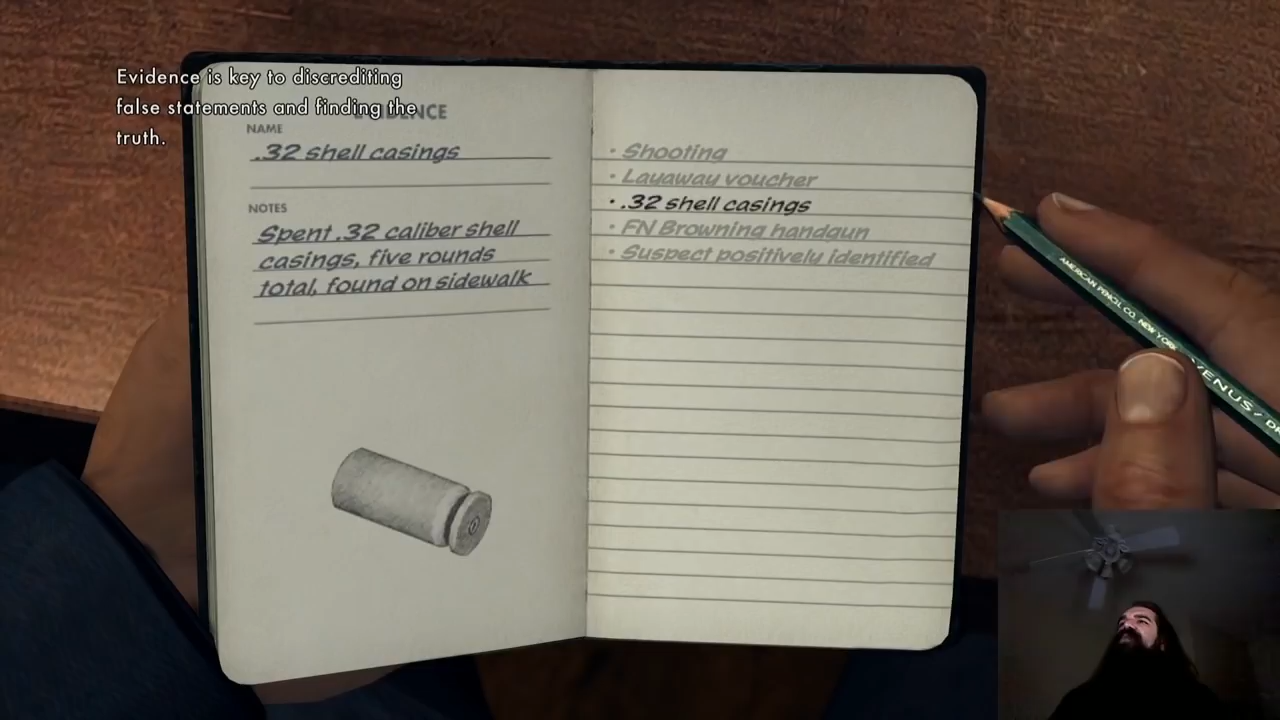 Evidence is key to discrediting
false statements and finding the
truth.
EVIDENCE
NAME
.32 shell casings
NOTES
Spent .32 caliber shell
casings, five rounds
total, found on sidewalk
• Shooting
• Layaway voucher
• .32 shell casings
• FN Browning handgun
• Suspect positively identified
AMERICAN PENCIL CO. NEW YORK
VENUS